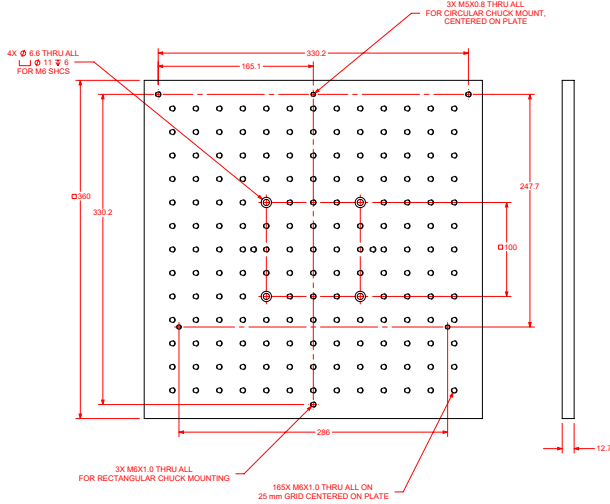 3X M5X0.8 THRU ALL
FOR CIRCULAR CHUCK MOUNT,
CENTERED ON PLATE
4X Ø 6.6 THRU ALL
⌴ Ø 11 ↧ 6
FOR M6 SHCS
330.2
165.1
□360
330.2
247.7
□100
286
12.7
3X M6X1.0 THRU ALL
FOR RECTANGULAR CHUCK MOUNTING
165X M6X1.0 THRU ALL ON
25 mm GRID CENTERED ON PLATE